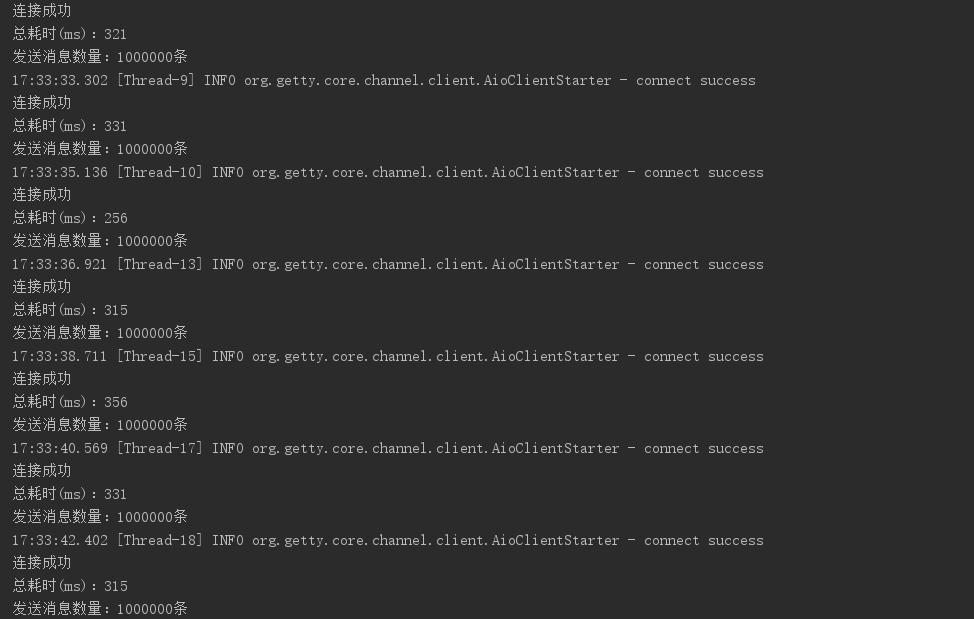 连接成功
总耗时(ms)：321
发送消息数量：1000000条
17:33:33.302 [Thread-9] INFO org.getty.core.channel.client.AioClientStarter - connect success
连接成功
总耗时(ms)：331
发送消息数量：1000000条
17:33:35.136 [Thread-10] INFO org.getty.core.channel.client.AioClientStarter - connect success
连接成功
总耗时(ms)：256
发送消息数量：1000000条
17:33:36.921 [Thread-13] INFO org.getty.core.channel.client.AioClientStarter - connect success
连接成功
总耗时(ms)：315
发送消息数量：1000000条
17:33:38.711 [Thread-15] INFO org.getty.core.channel.client.AioClientStarter - connect success
连接成功
总耗时(ms)：356
发送消息数量：1000000条
17:33:40.569 [Thread-17] INFO org.getty.core.channel.client.AioClientStarter - connect success
连接成功
总耗时(ms)：331
发送消息数量：1000000条
17:33:42.402 [Thread-18] INFO org.getty.core.channel.client.AioClientStarter - connect success
连接成功
总耗时(ms)：315
发送消息数量：1000000条